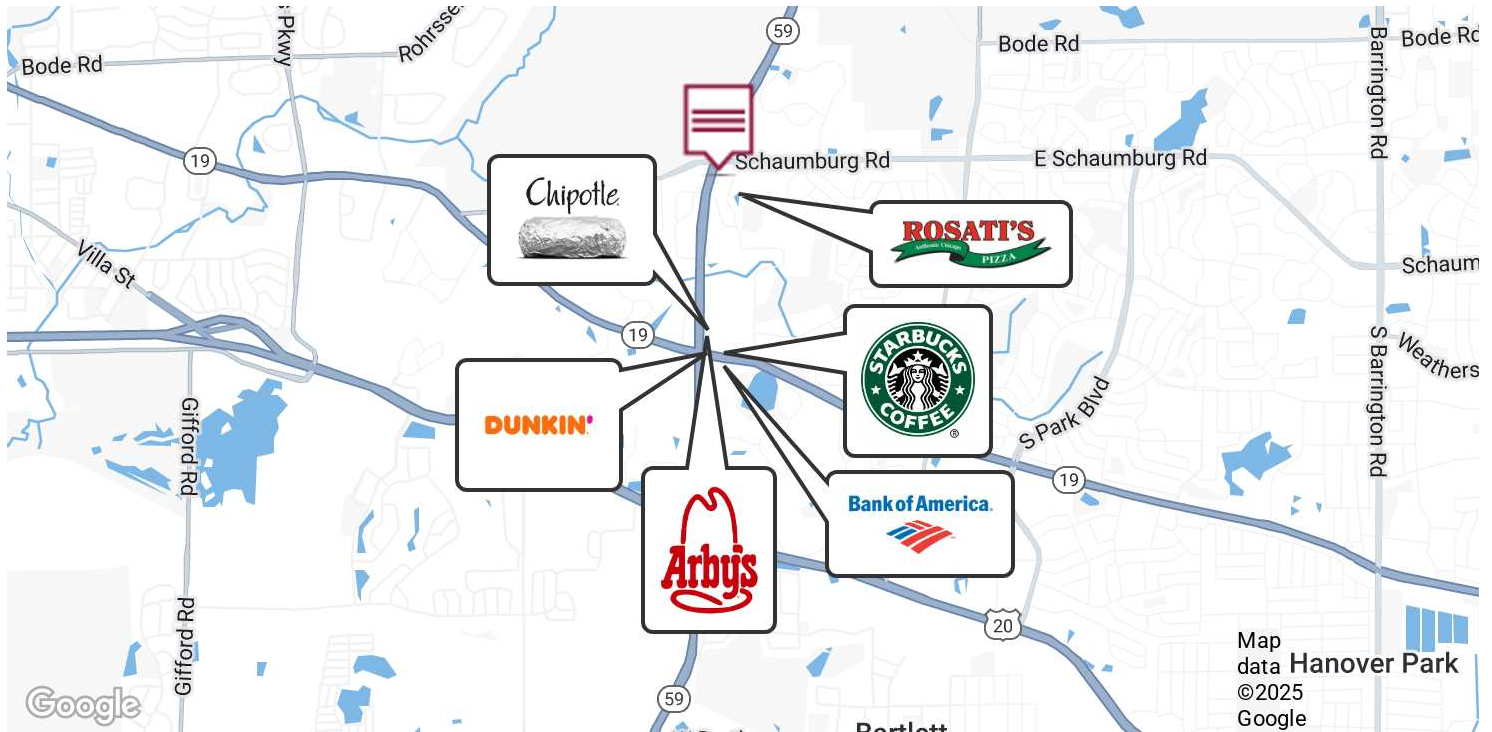 59
Pkwy
Bode Rd
Bode Rd
Barrington Rd
Bode Rd
19
Schaumburg Rd
E Schaumburg Rd
Chipotle
ROSATI'S
Authentic Chicago
PIZZA
Villa St
Schaum
19
STARBUCKS
COFFEE
®
S Barrington Rd
Weathers
DUNKIN'
Gifford Rd
S Park Blvd
19
Bank of America
Arby's
Gifford Rd
20
Map
data
©2025
Google
Hanover Park
59
Google